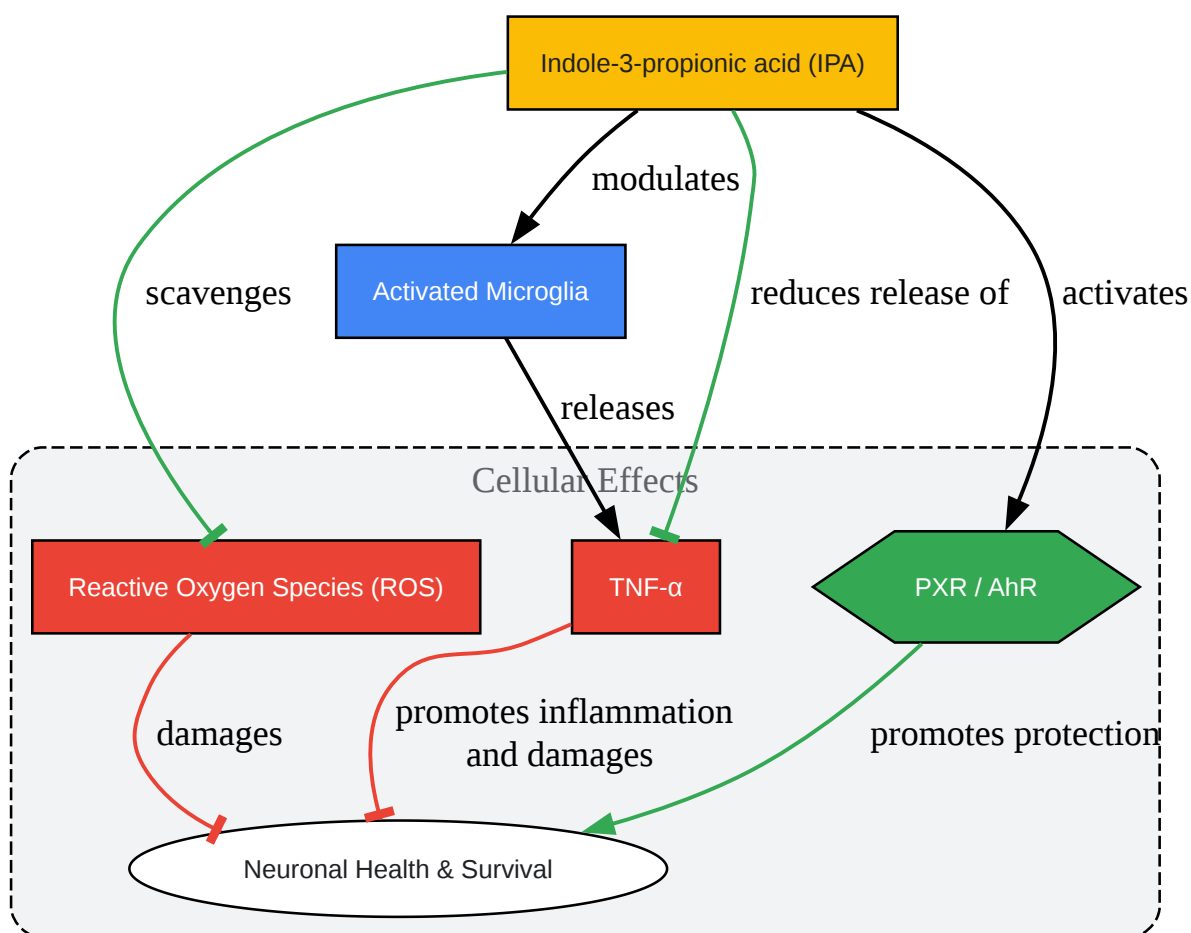 Indole-3-propionic acid (IPA)
modulates
Activated Microglia
scavenges
reduces release of
activates
releases
Cellular Effects
Reactive Oxygen Species (ROS)
TNF-α
PXR / AhR
promotes inflammation
and damages
damages
promotes protection
Neuronal Health & Survival